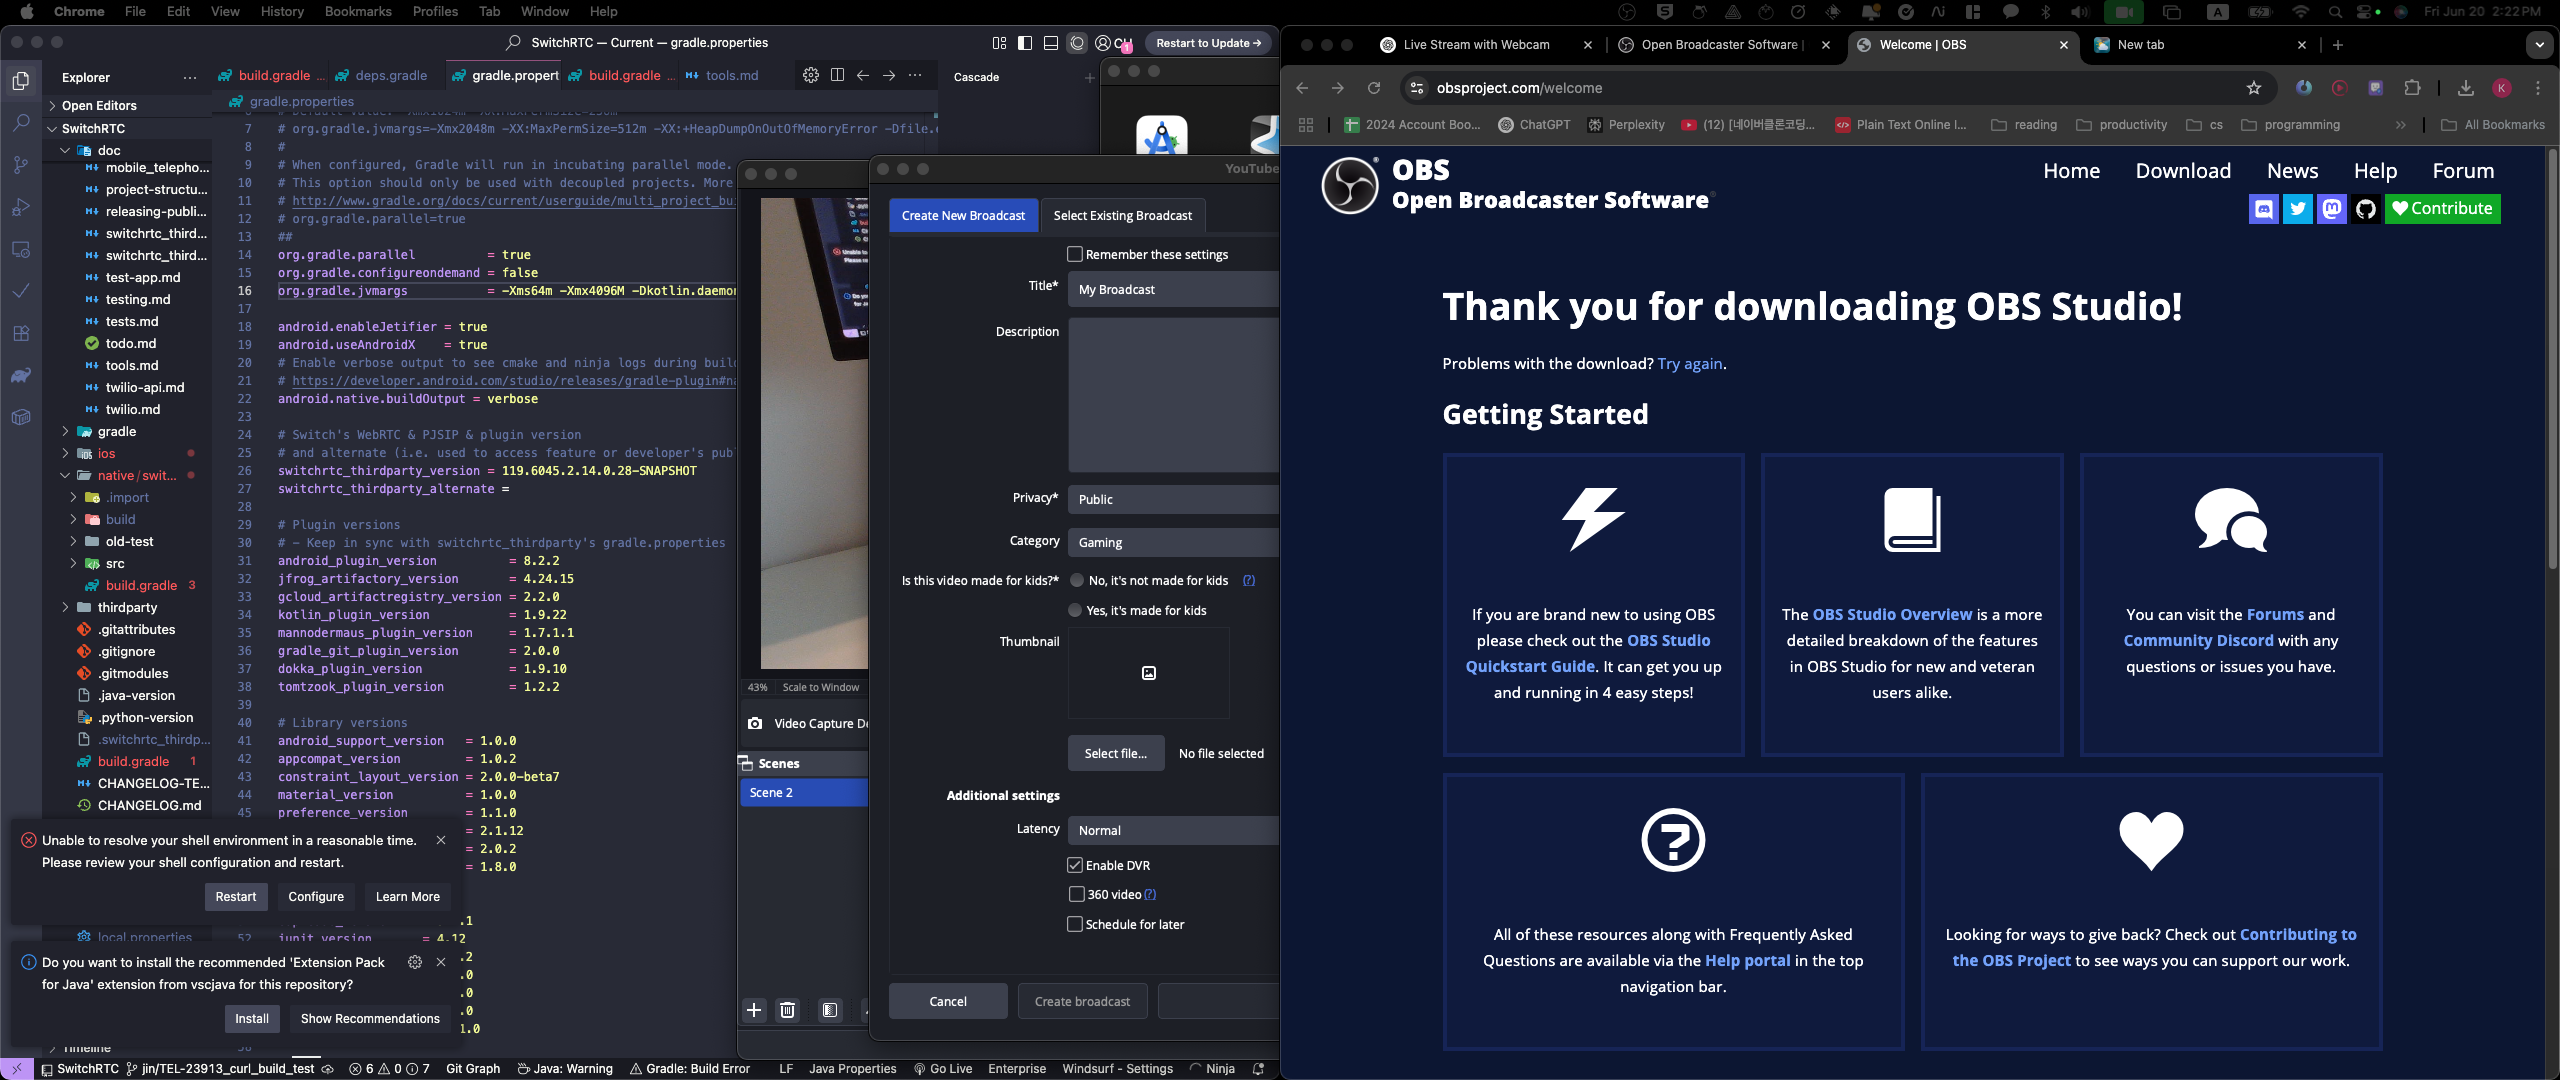 Chrome File Edit View History Bookmarks Profiles Tab Window Help
Fri Jun 20 2:22 PM
SwitchRTC — Current — gradle.properties
Restart to Update →
Explorer
Open Editors
SwitchRTC
doc
mobile_telepho...
project-structu...
releasing-publi...
switchrtc_third...
switchrtc_third...
test-app.md
testing.md
tests.md
todo.md
tools.md
twilio-api.md
twilio.md
gradle
ios
native/swit...
.import
build
old-test
src
build.gradle 3
thirdparty
.gitattributes
.gitignore
.gitmodules
.java-version
.python-version
.switchrtc_thirdp...
build.gradle 1
CHANGELOG-TE...
CHANGELOG.md
local.properties
Timeline
build.gradle ...
deps.gradle
gradle.propert
build.gradle ...
tools.md
Cascade
gradle.properties
7 # org.gradle.jvmargs=-Xmx2048m -XX:MaxPermSize=512m -XX:+HeapDumpOnOutOfMemoryError -Dfile.
8 #
9 # When configured, Gradle will run in incubating parallel mode.
10 # This option should only be used with decoupled projects. More
11 # http://www.gradle.org/docs/current/userguide/multi_project_bui
12 # org.gradle.parallel=true
13 ##
14 org.gradle.parallel = true
15 org.gradle.configureondemand = false
16 org.gradle.jvmargs = -Xms64m -Xmx4096M -Dkotlin.daemon
17
18 android.enableJetifier = true
19 android.useAndroidX = true
20 # Enable verbose output to see cmake and ninja logs during build
21 # https://developer.android.com/studio/releases/gradle-plugin#na
22 android.native.buildOutput = verbose
23
24 # Switch's WebRTC & PJSIP & plugin version
25 # and alternate (i.e. used to access feature or developer's publ
26 switchrtc_thirdparty_version = 119.6045.2.14.0.28-SNAPSHOT
27 switchrtc_thirdparty_alternate =
28
29 # Plugin versions
30 # - Keep in sync with switchrtc_thirdparty's gradle.properties
31 android_plugin_version = 8.2.2
32 jfrog_artifactory_version = 4.24.15
33 gcloud_artifactregistry_version = 2.2.0
34 kotlin_plugin_version = 1.9.22
35 mannodermaus_plugin_version = 1.7.1.1
36 gradle_git_plugin_version = 2.0.0
37 dokka_plugin_version = 1.9.10
38 tomtzook_plugin_version = 1.2.2
39
40 # Library versions
41 android_support_version = 1.0.0
42 appcompat_version = 1.0.2
43 constraint_layout_version = 2.0.0-beta7
44 material_version = 1.0.0
45 preference_version = 1.1.0
= 2.1.12
= 2.0.2
= 1.8.0
.1
52 junit_version = 4.12
.2
.0
.0
.0
1.0
Unable to resolve your shell environment in a reasonable time.
Please review your shell configuration and restart.
Restart Configure Learn More
Do you want to install the recommended 'Extension Pack
for Java' extension from vscjava for this repository?
Install Show Recommendations
SwitchRTC jin/TEL-23913_curl_build_test 6 0 7 Git Graph Java: Warning Gradle: Build Error LF Java Properties Go Live Enterprise Windsurf - Settings Ninja
43% Scale to Window
Video Capture De
Scenes
Scene 2
YouTube
Create New Broadcast
Select Existing Broadcast
Remember these settings
Title* My Broadcast
Description
Privacy* Public
Category Gaming
Is this video made for kids?* No, it's not made for kids (?)
Yes, it's made for kids
Thumbnail
Select file... No file selected
Additional settings
Latency Normal
Enable DVR
360 video (?)
Schedule for later
Cancel Create broadcast
Live Stream with Webcam
Open Broadcaster Software |
Welcome | OBS
New tab
obsproject.com/welcome
K
2024 Account Boo... ChatGPT Perplexity (12) [네이버클론코딩... Plain Text Online I... reading productivity cs programming » All Bookmarks
OBS
Open Broadcaster Software
Home Download News Help Forum
Contribute
Thank you for downloading OBS Studio!
Problems with the download? Try again.
Getting Started
If you are brand new to using OBS
please check out the OBS Studio
Quickstart Guide. It can get you up
and running in 4 easy steps!
The OBS Studio Overview is a more
detailed breakdown of the features
in OBS Studio for new and veteran
users alike.
You can visit the Forums and
Community Discord with any
questions or issues you have.
All of these resources along with Frequently Asked
Questions are available via the Help portal in the top
navigation bar.
Looking for ways to give back? Check out Contributing to
the OBS Project to see ways you can support our work.